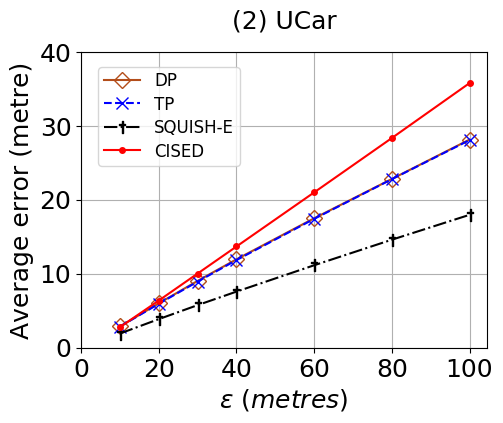 (2) UCar
Average error (metre)
40
30
20
10
0
DP
TP
SQUISH-E
CISED
0 20 40 60 80 100
ε (metres)